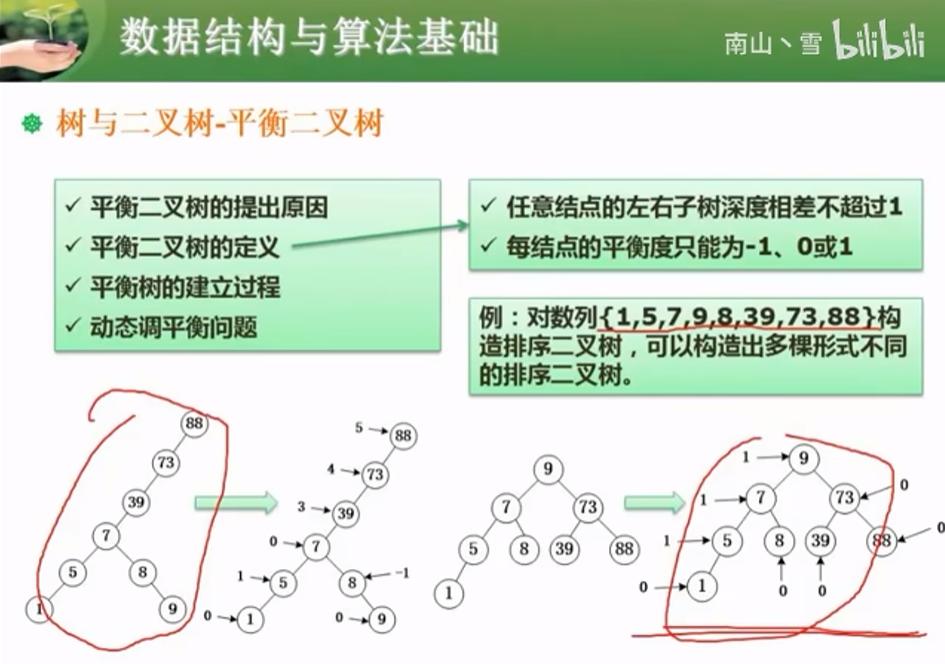 数据结构与算法基础
南山丶雪 bilibili
树与二叉树-平衡二叉树
✓ 平衡二叉树的提出原因
✓ 平衡二叉树的定义
✓ 平衡树的建立过程
✓ 动态调平衡问题
✓ 任意结点的左右子树深度相差不超过1
✓ 每结点的平衡度只能为-1、0或1
例：对数列{1,5,7,9,8,39,73,88}构
造排序二叉树，可以构造出多棵形式不同
的排序二叉树。
88
73
39
7
5 8
1 9
5 88
4 73
3 39
0 7
1 5 8 -1
0 1 0 9
9
7 73
5 8 39 88
1
1 9
1 7 73 0
1 5 8 39 88 0
0 1 0 0